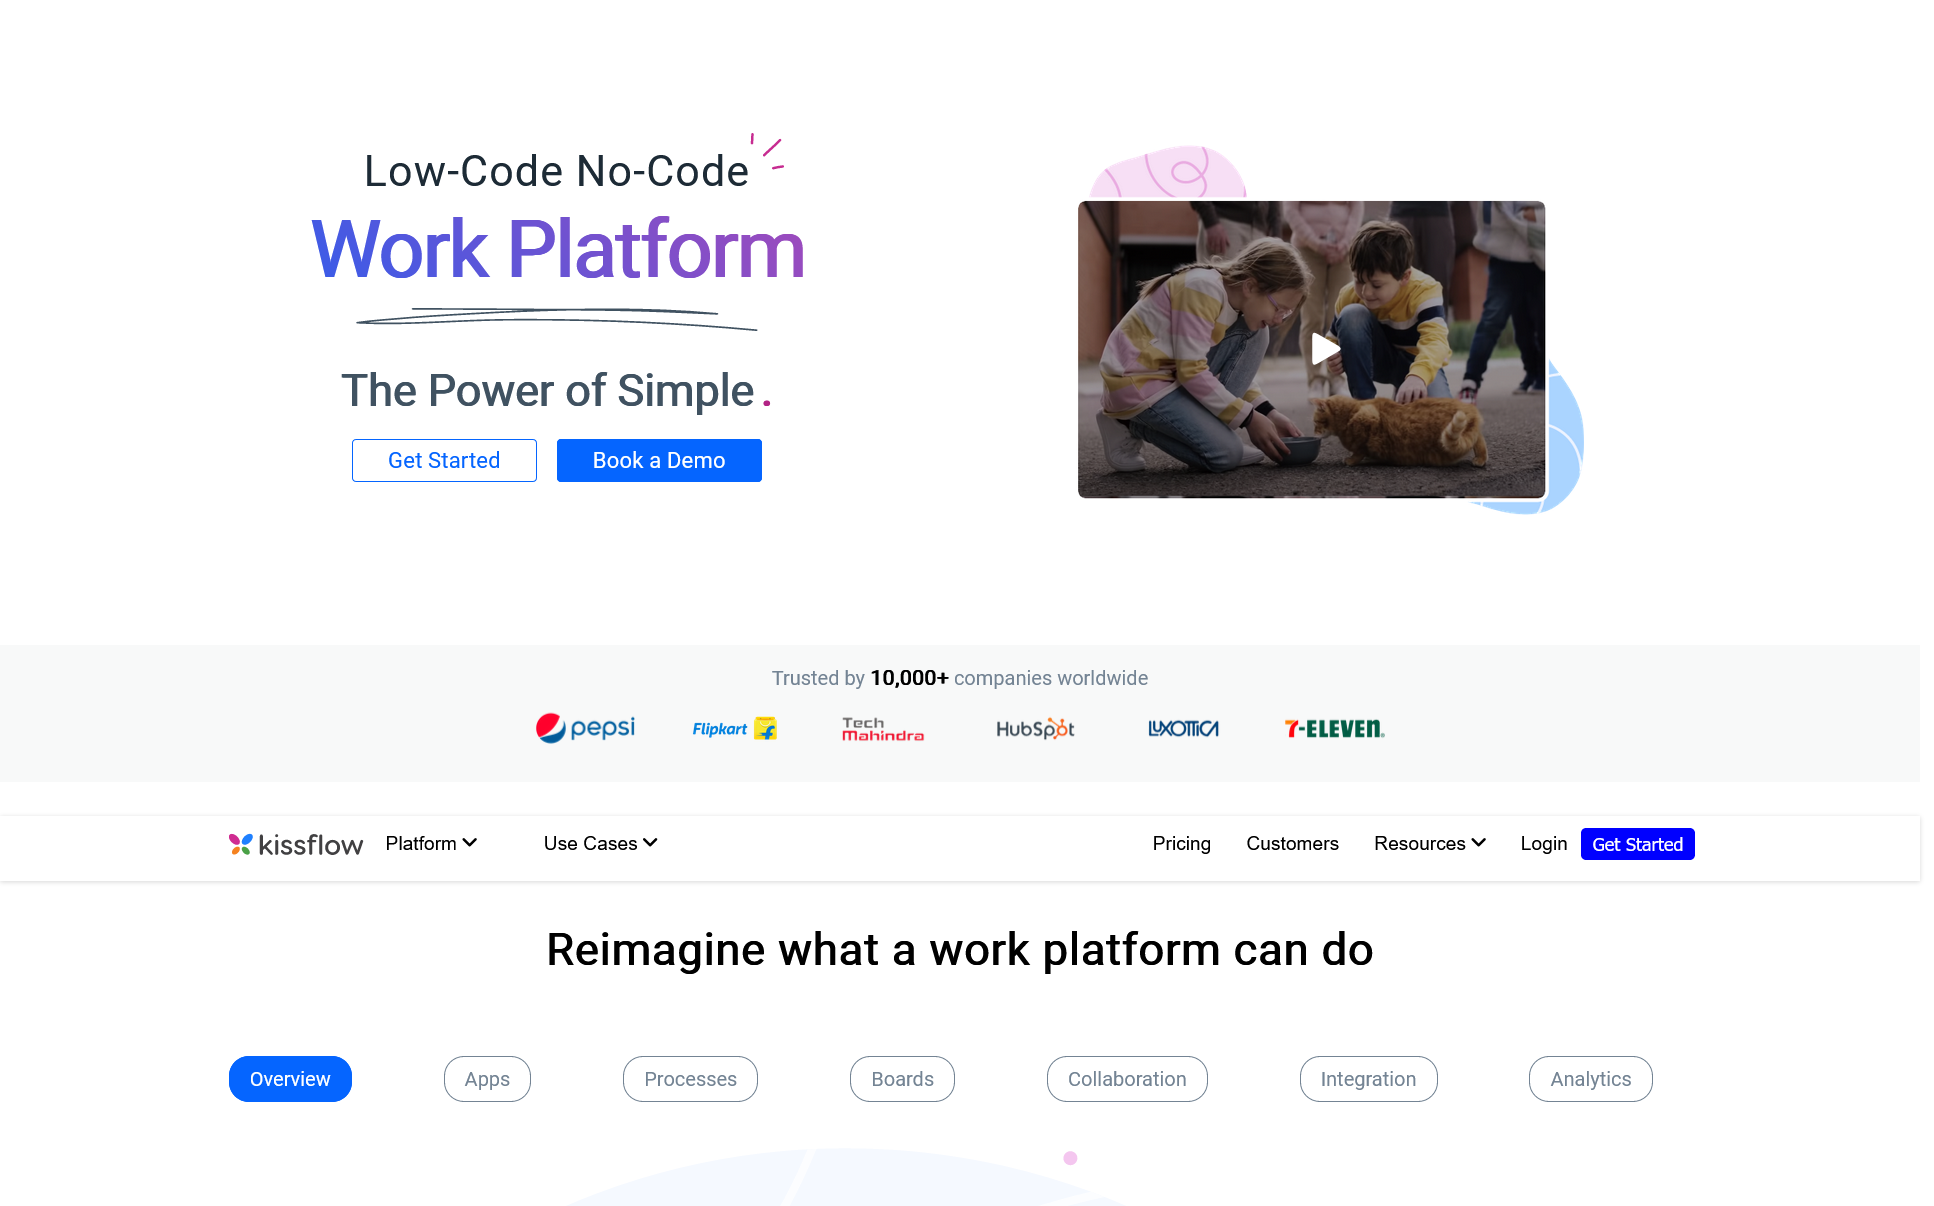 Low-Code No-Code
Work Platform
The Power of Simple.
Get Started
Book a Demo
Trusted by 10,000+ companies worldwide
pepsi
Flipkart
Tech
Mahindra
HubSpot
LUXOTTICA
7-ELEVEN
kissflow
Platform
Use Cases
Pricing
Customers
Resources
Login
Get Started
Reimagine what a work platform can do
Overview
Apps
Processes
Boards
Collaboration
Integration
Analytics